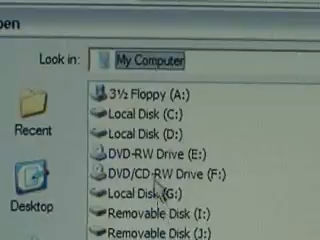 pen
Look in: My Computer
3½ Floppy (A:)
Local Disk (C:)
Recent
Local Disk (D:)
DVD-RW Drive (E:)
DVD/CD-RW Drive (F:)
Desktop
Local Disk (G:)
Removable Disk (I:)
Removable Disk (J:)